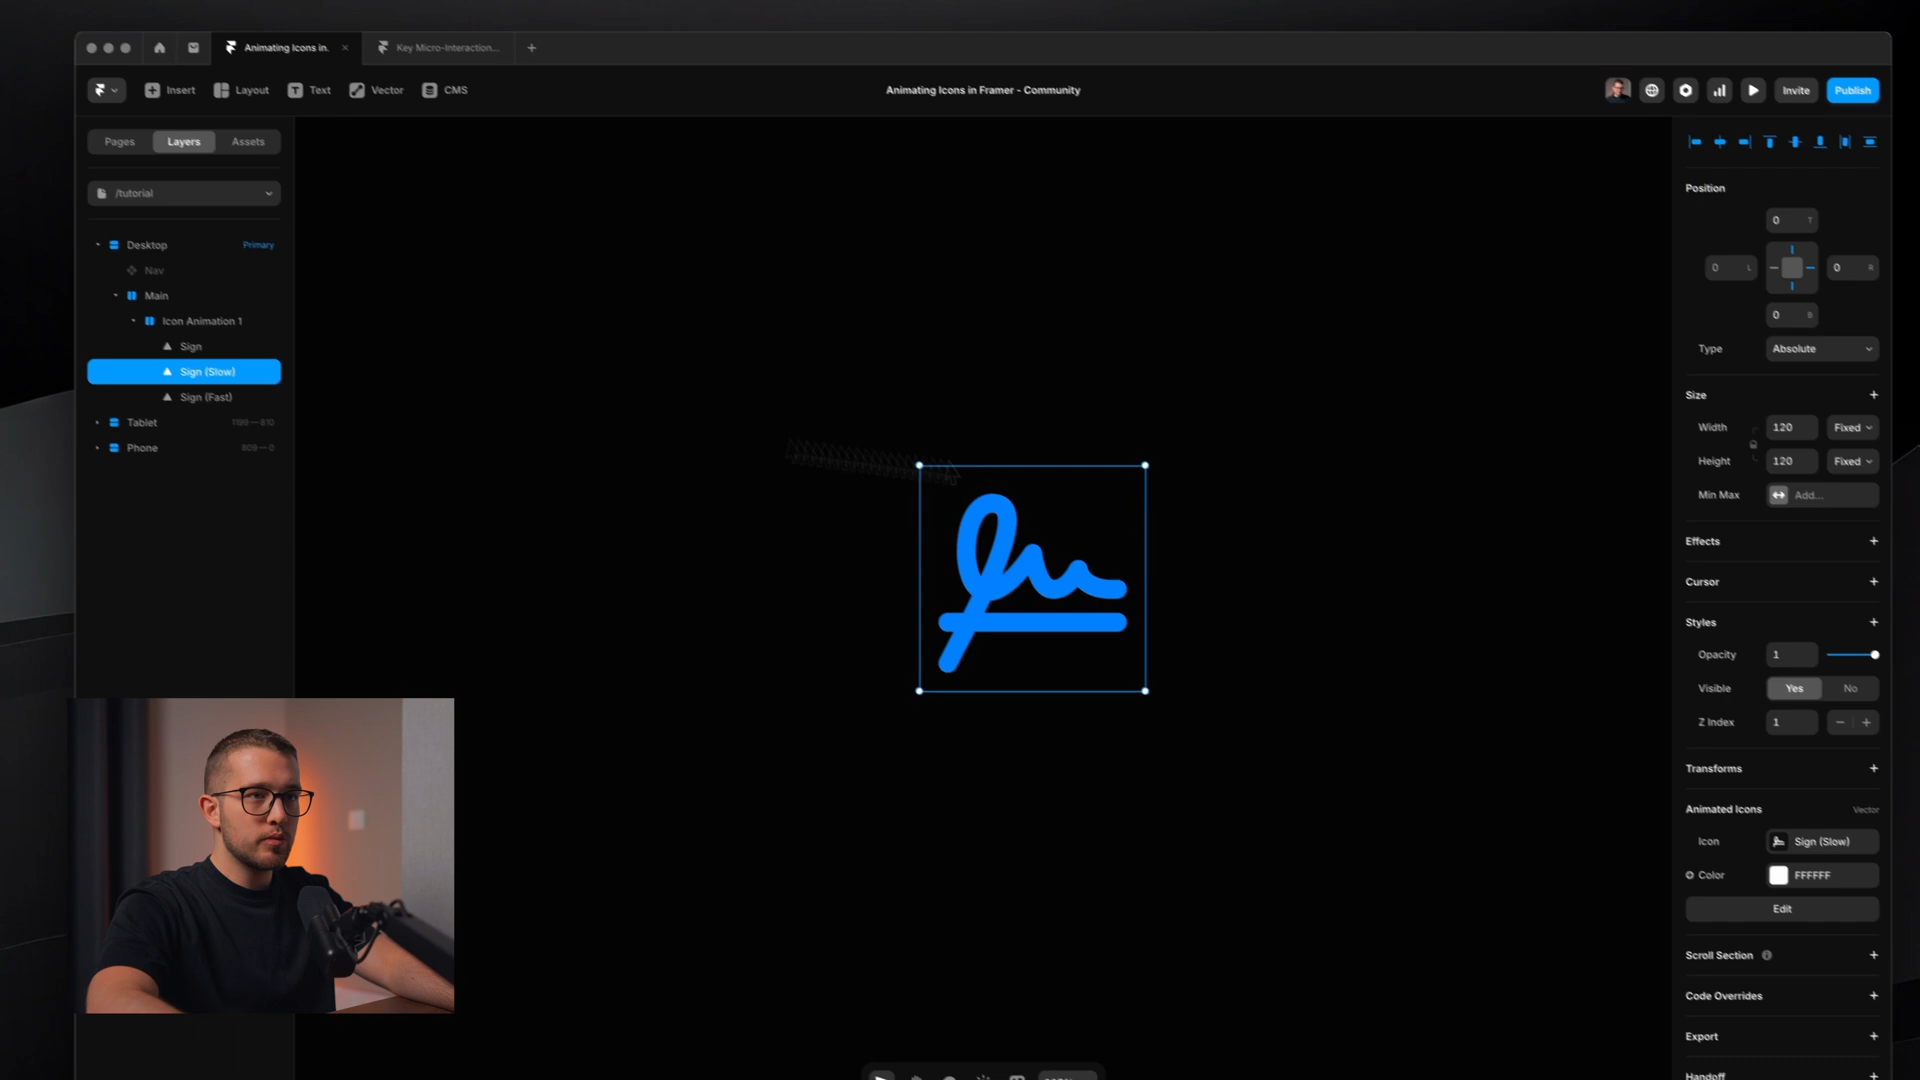 Animating Icons in.
Key Micro-Interaction...
Insert
Layout
Text
Vector
CMS
Animating Icons in Framer - Community
Invite
Publish
Pages
Layers
Assets
/tutorial
Desktop
Primary
Nav
Main
Icon Animation 1
Sign
Sign (Slow)
Sign (Fast)
Tablet
1199—810
Phone
809—0
Position
0 T
0 L
0 R
0 B
Type
Absolute
Size
Width
120
Fixed
Height
120
Fixed
Min Max
Add...
Effects
Cursor
Styles
Opacity
1
Visible
Yes
No
Z Index
1
Transforms
Animated Icons
Vector
Icon
Sign (Slow)
Color
FFFFFF
Edit
Scroll Section
Code Overrides
Export
Handoff